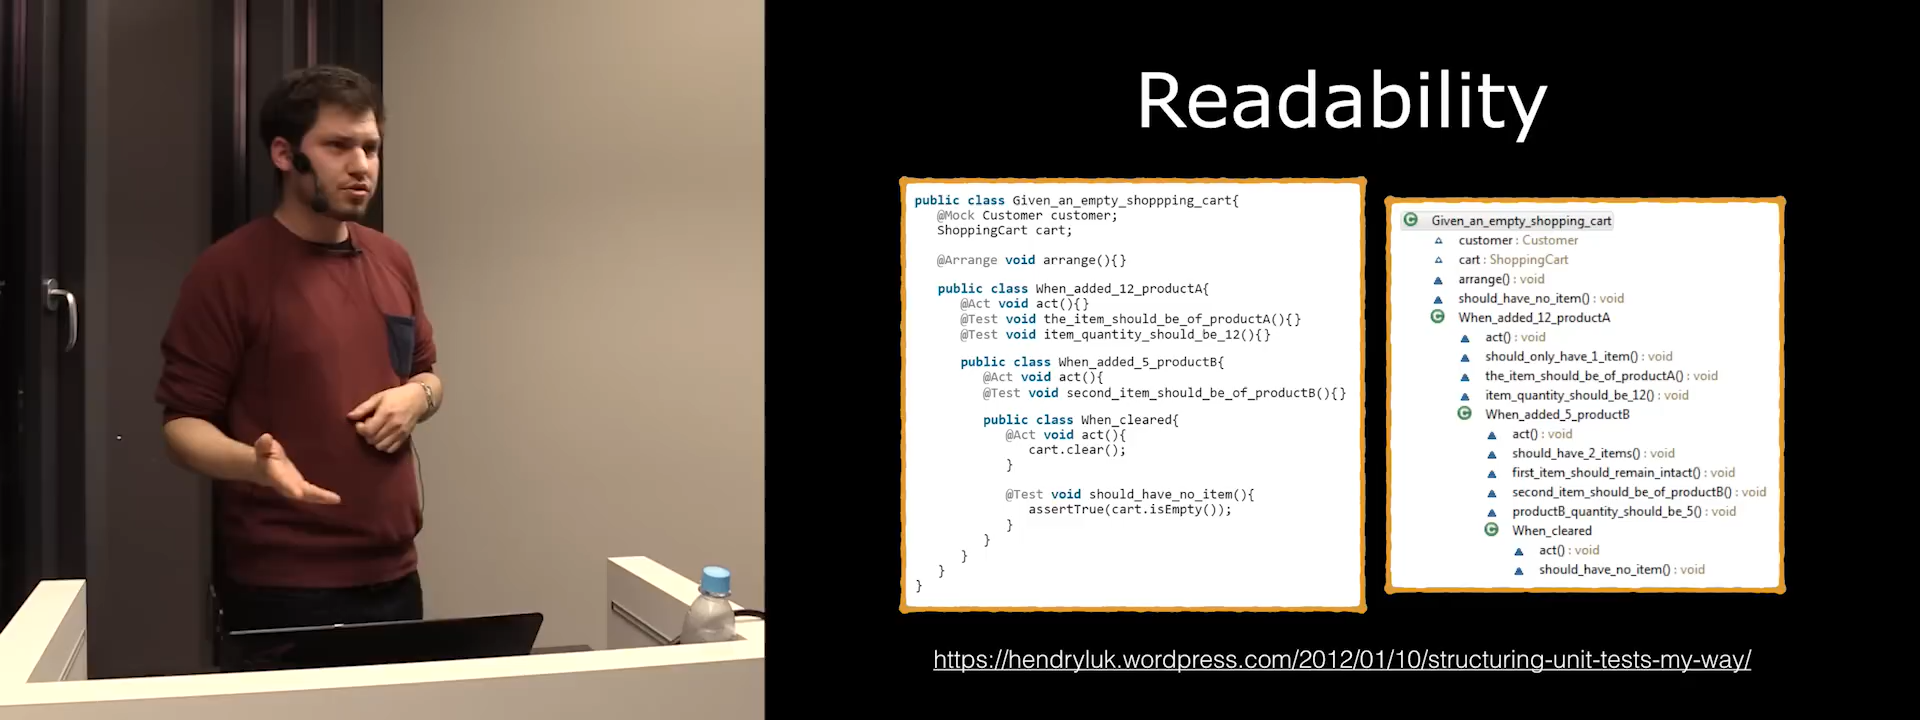 Readability
public class Given_an_empty_shoppping_cart{
@Mock Customer customer;
ShoppingCart cart;
@Arrange void arrange(){}
public class When_added_12_productA{
@Act void act(){}
@Test void the_item_should_be_of_productA(){}
@Test void item_quantity_should_be_12(){}
public class When_added_5_productB{
@Act void act(){
@Test void second_item_should_be_of_productB(){}
public class When_cleared{
@Act void act(){
cart.clear();
}
@Test void should_have_no_item(){
assertTrue(cart.isEmpty());
}
}
}
}
}
Given_an_empty_shopping_cart
customer : Customer
cart : ShoppingCart
arrange() : void
should_have_no_item() : void
When_added_12_productA
act() : void
should_only_have_1_item() : void
the_item_should_be_of_productA() : void
item_quantity_should_be_12() : void
When_added_5_productB
act() : void
should_have_2_items() : void
first_item_should_remain_intact() : void
second_item_should_be_of_productB() : void
productB_quantity_should_be_5() : void
When_cleared
act() : void
should_have_no_item() : void
https://hendryluk.wordpress.com/2012/01/10/structuring-unit-tests-my-way/